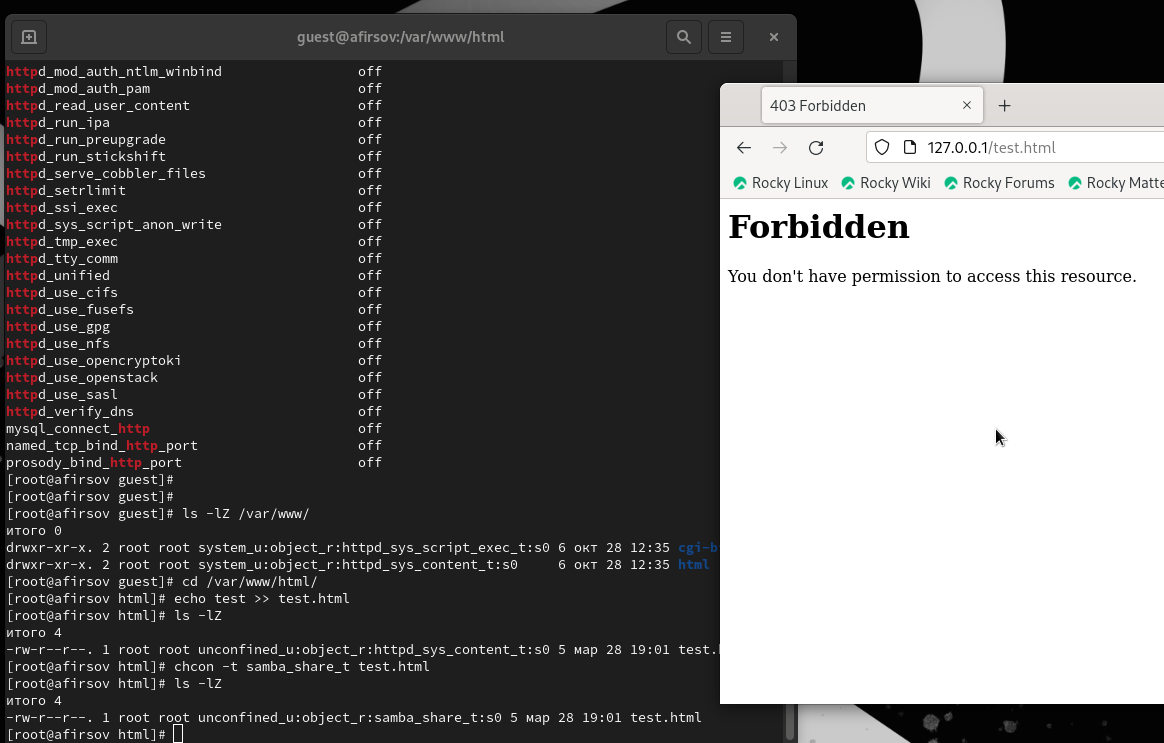 guest@afirsov:/var/www/html
httpd_mod_auth_ntlm_winbind off
httpd_mod_auth_pam off
httpd_read_user_content off
httpd_run_ipa off
httpd_run_preupgrade off
httpd_run_stickshift off
httpd_serve_cobbler_files off
httpd_setrlimit off
httpd_ssi_exec off
httpd_sys_script_anon_write off
httpd_tmp_exec off
httpd_tty_comm off
httpd_unified off
httpd_use_cifs off
httpd_use_fusefs off
httpd_use_gpg off
httpd_use_nfs off
httpd_use_opencryptoki off
httpd_use_openstack off
httpd_use_sasl off
httpd_verify_dns off
mysql_connect_http off
named_tcp_bind_http_port off
prosody_bind_http_port off
[root@afirsov guest]#
[root@afirsov guest]#
[root@afirsov guest]# ls -lZ /var/www/
итого 0
drwxr-xr-x. 2 root root system_u:object_r:httpd_sys_script_exec_t:s0 6 окт 28 12:35 cgi-b
drwxr-xr-x. 2 root root system_u:object_r:httpd_sys_content_t:s0 6 окт 28 12:35 html
[root@afirsov guest]# cd /var/www/html/
[root@afirsov html]# echo test >> test.html
[root@afirsov html]# ls -lZ
итого 4
-rw-r--r--. 1 root root unconfined_u:object_r:httpd_sys_content_t:s0 5 мар 28 19:01 test.
[root@afirsov html]# chcon -t samba_share_t test.html
[root@afirsov html]# ls -lZ
итого 4
-rw-r--r--. 1 root root unconfined_u:object_r:samba_share_t:s0 5 мар 28 19:01 test.html
[root@afirsov html]#
403 Forbidden
127.0.0.1/test.html
Rocky Linux Rocky Wiki Rocky Forums Rocky Matte
Forbidden
You don't have permission to access this resource.